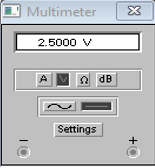 Multimeter
2.5000 V
A V Ω dB
Settings
− +